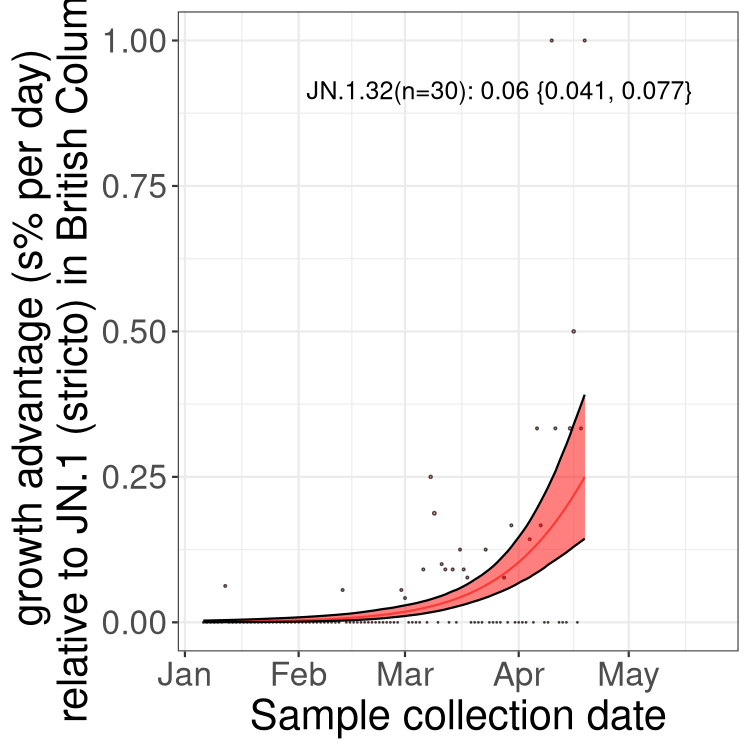 growth advantage (s% per day)
relative to JN.1 (stricto) in British Colum
1.00
0.75
0.50
0.25
0.00
JN.1.32(n=30): 0.06 {0.041, 0.077}
Jan Feb Mar Apr May
Sample collection date